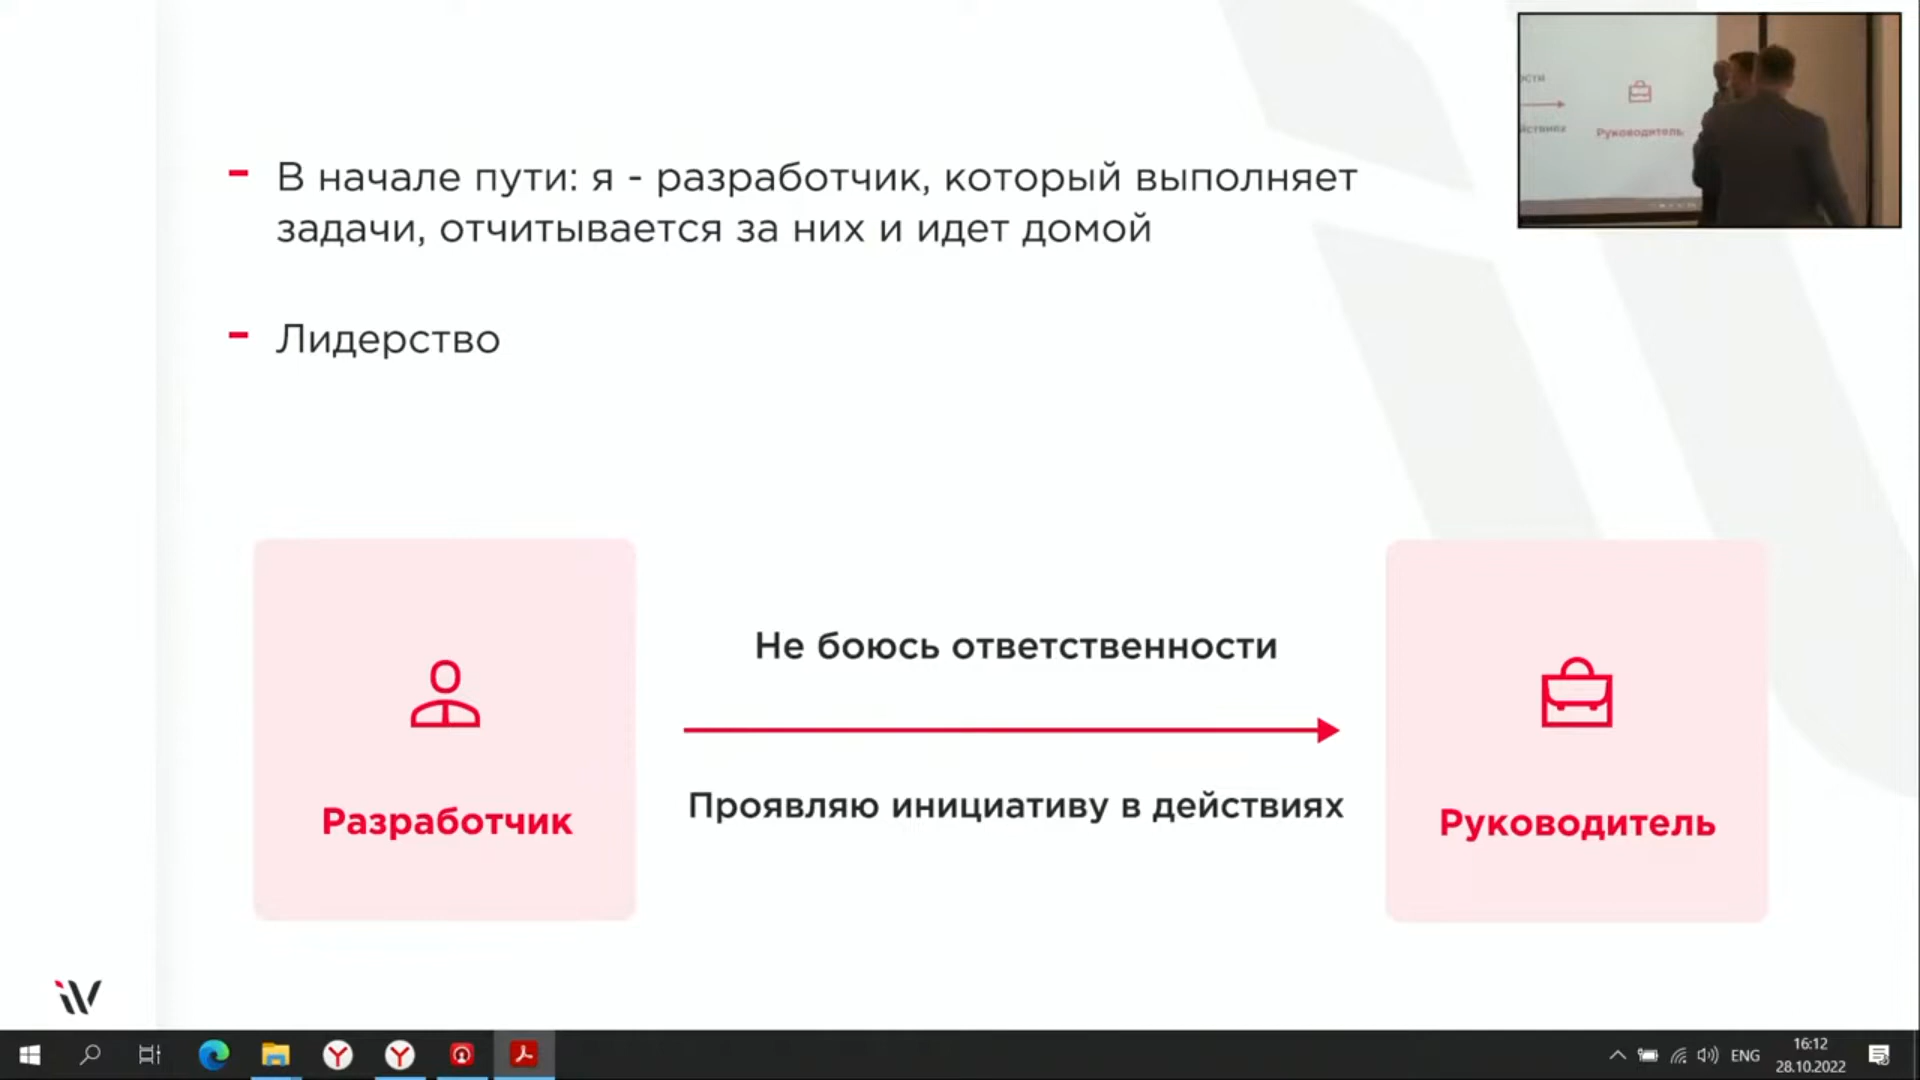 - В начале пути: я - разработчик, который выполняет
задачи, отчитывается за них и идет домой
- Лидерство
Руководитель
Не боюсь ответственности
Проявляю инициативу в действиях
Разработчик
Руководитель
ENG
16:12
28.10.2022